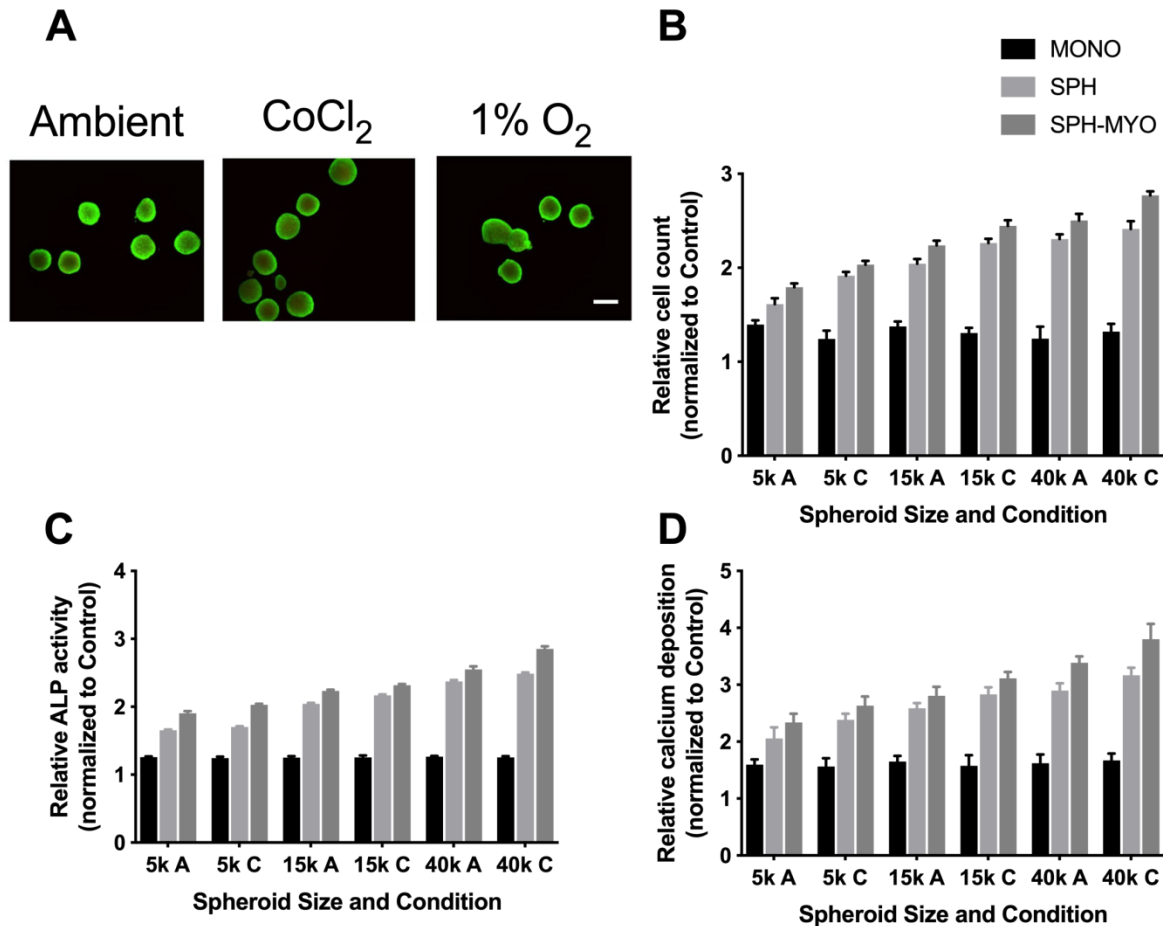 A
Ambient
CoCl2
1% O2
B
MONO
SPH
SPH-MYO
Relative cell count
(normalized to Control)
3
2
1
0
5k A 5k C 15k A 15k C 40k A 40k C
Spheroid Size and Condition
C
Relative ALP activity
(normalized to Control)
4
3
2
1
0
5k A 5k C 15k A 15k C 40k A 40k C
Spheroid Size and Condition
D
Relative calcium deposition
(normalized to Control)
5
4
3
2
1
0
5k A 5k C 15k A 15k C 40k A 40k C
Spheroid Size and Condition